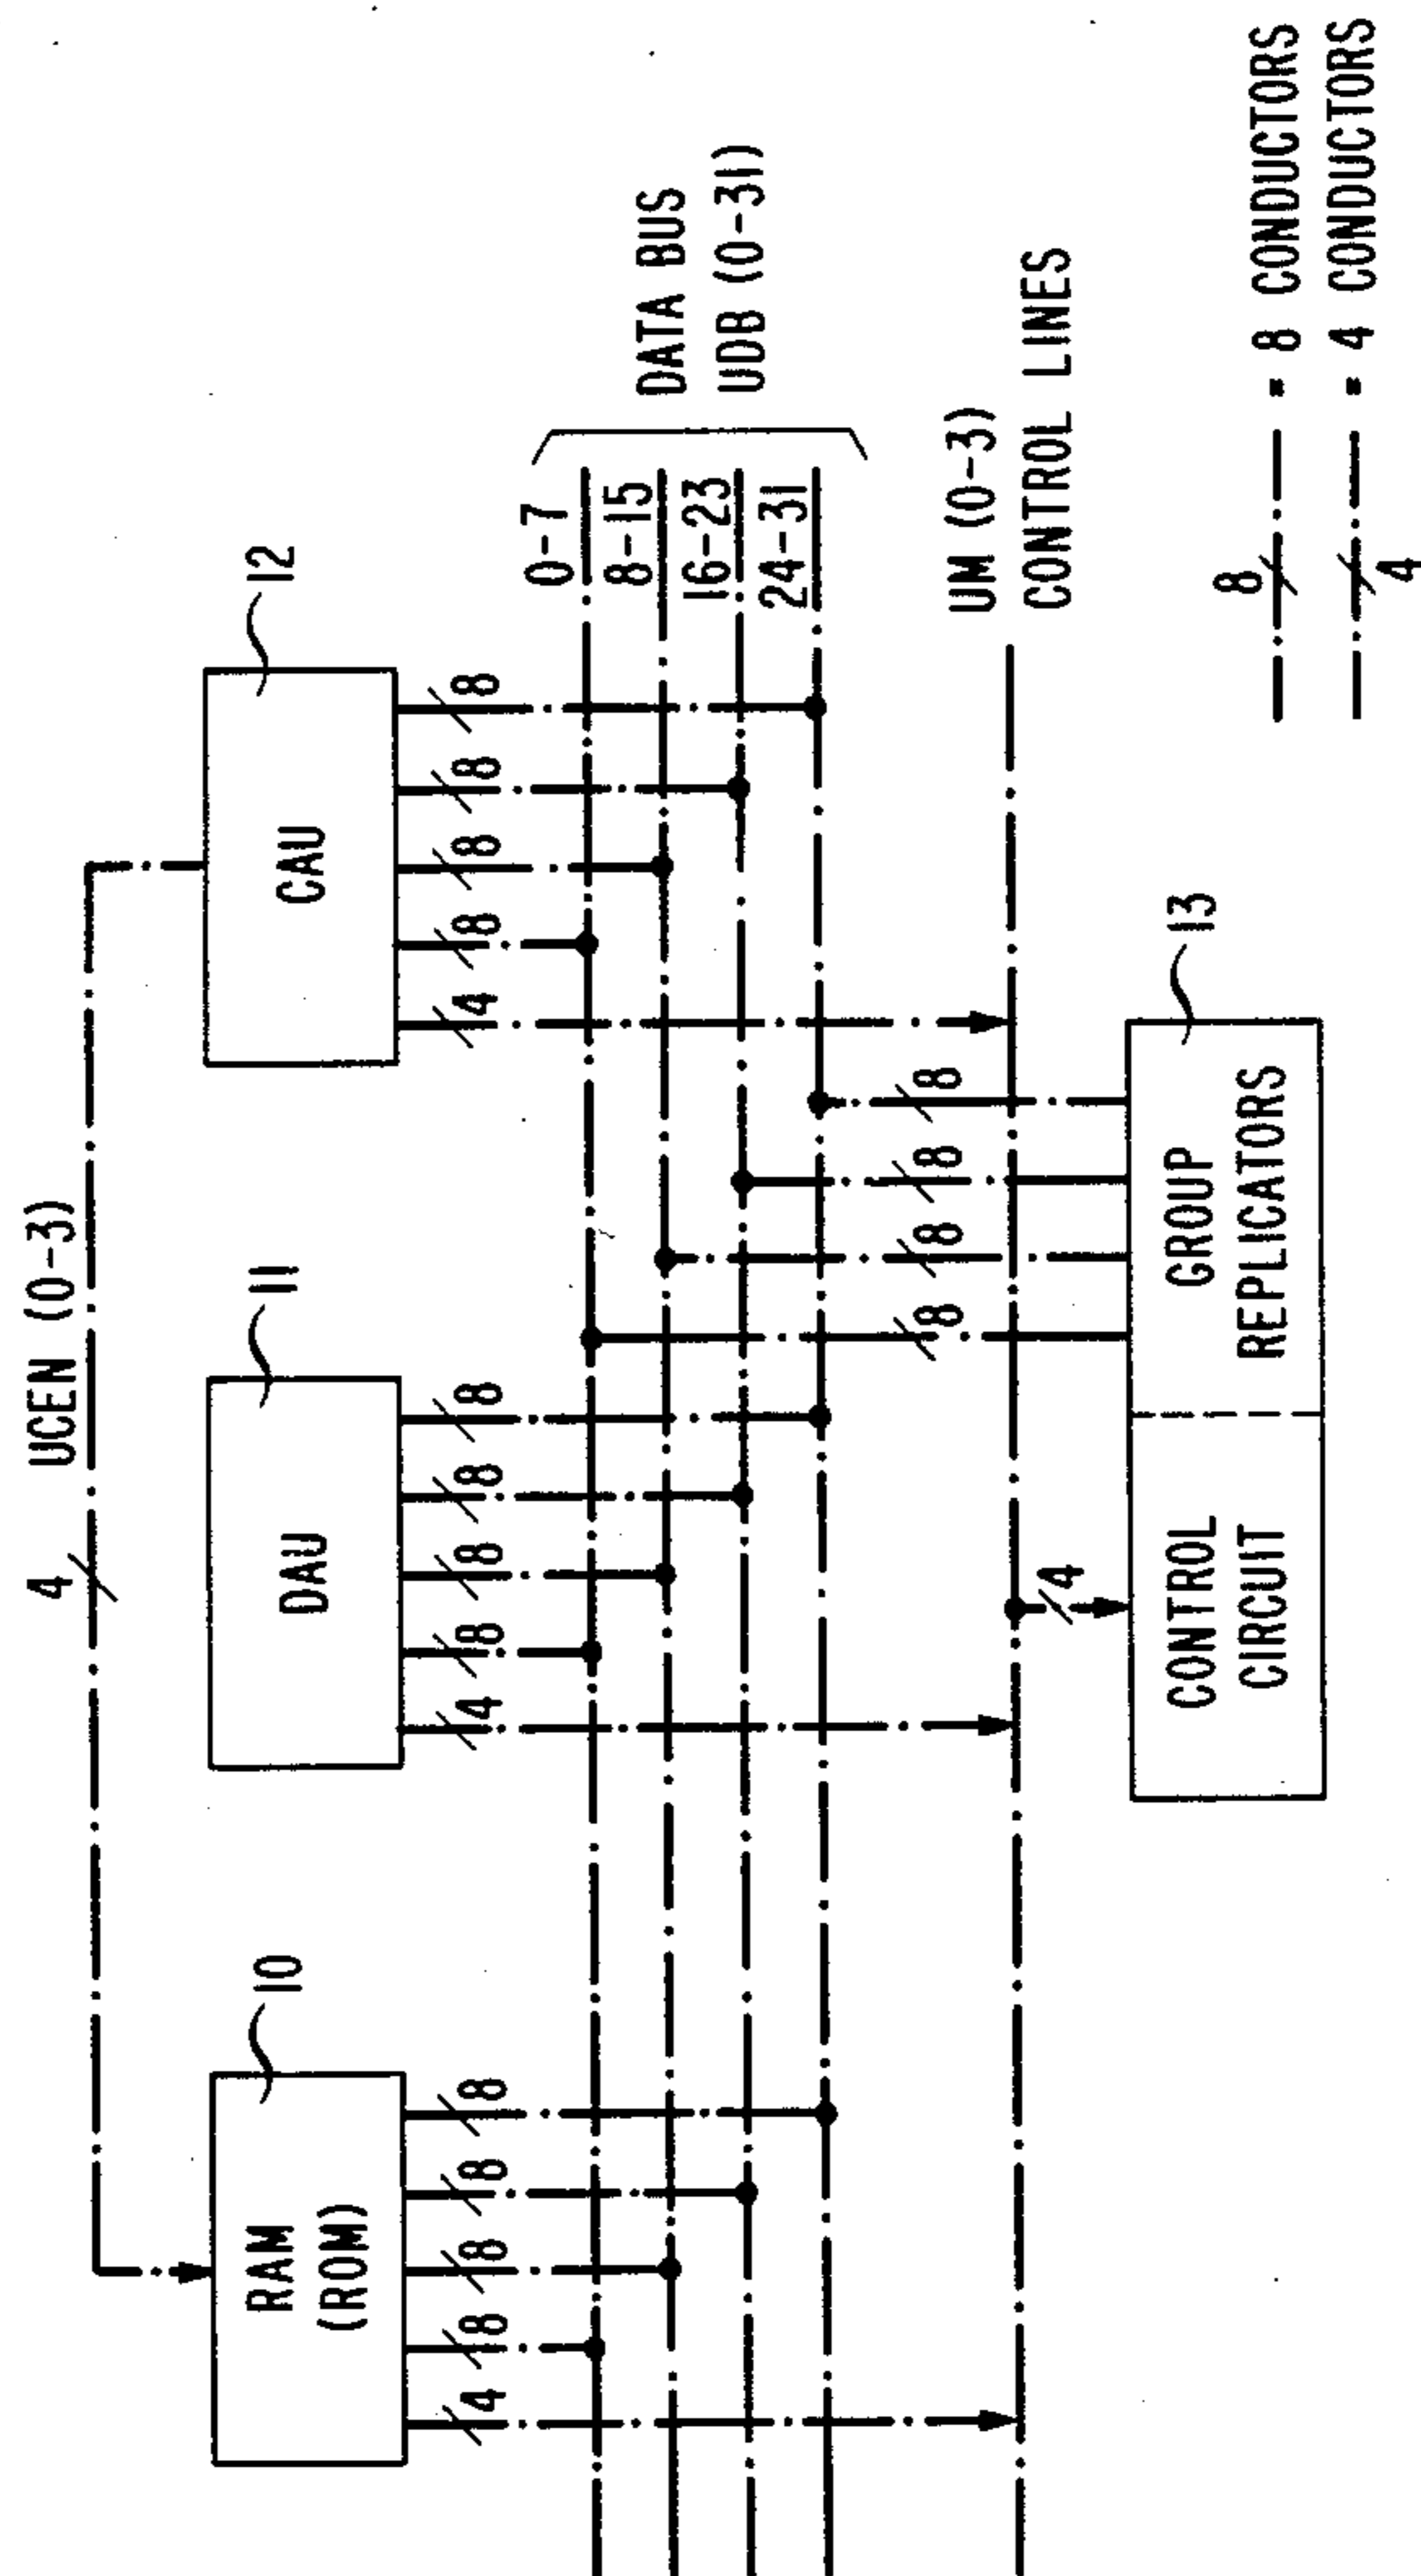 4
UCEN (0-3)
10
11
12
RAM
(ROM)
DAU
CAU
4
8
8
8
8
4
8
8
8
8
4
8
8
8
8
0-7
8-15
16-23
24-31
DATA BUS
UDB (0-31)
4
8
8
8
8
UM (0-3)
CONTROL LINES
13
CONTROL
CIRCUIT
GROUP
REPLICATORS
8
= 8 CONDUCTORS
= 4 CONDUCTORS
4